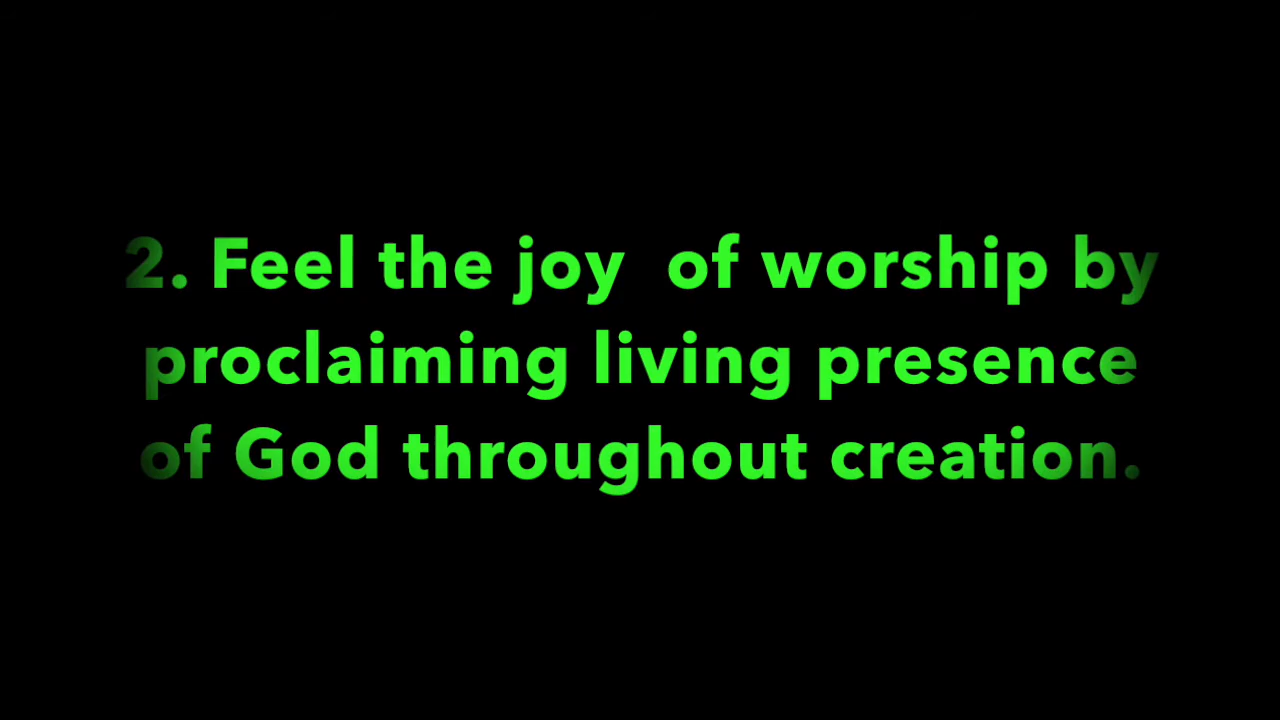 2. Feel the joy  of worship by
proclaiming living presence
of God throughout creation.